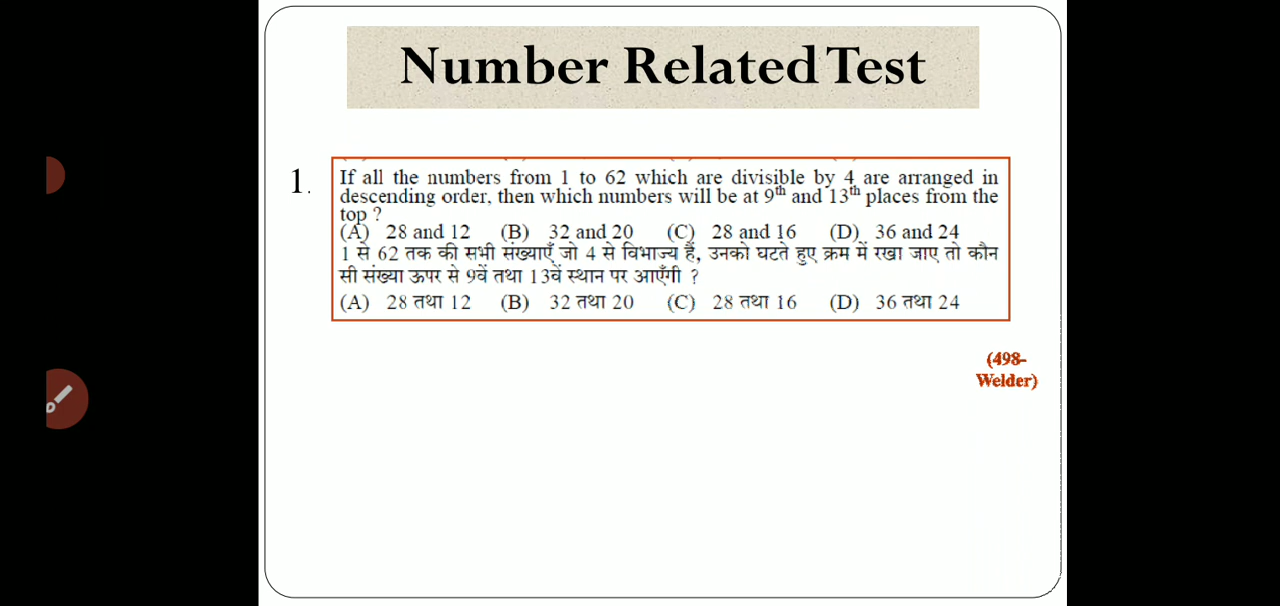 Number Related Test
1.
If all the numbers from 1 to 62 which are divisible by 4 are arranged in
descending order, then which numbers will be at 9th and 13th places from the
top ?
(A) 28 and 12 (B) 32 and 20 (C) 28 and 16 (D) 36 and 24
1 से 62 तक की सभी संख्याएँ जो 4 से विभाज्य हैं, उनको घटते हुए क्रम में रखा जाए तो कौन
सी संख्या ऊपर से 9वें तथा 13वें स्थान पर आएँगी ?
(A) 28 तथा 12 (B) 32 तथा 20 (C) 28 तथा 16 (D) 36 तथा 24
(498-
Welder)